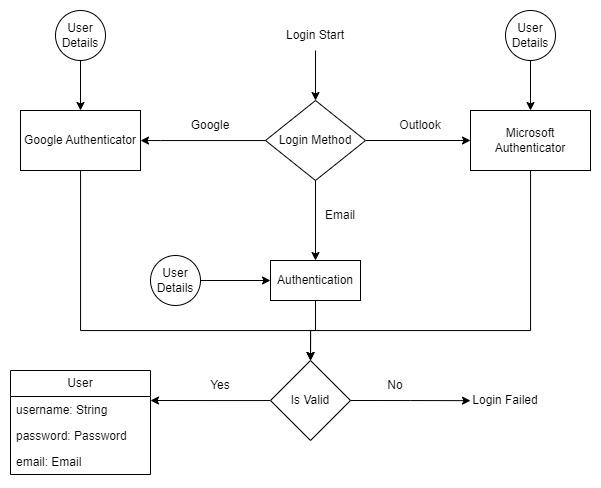 User
Details
Login Start
User
Details
Google Authenticator
Google
Login Method
Outlook
Microsoft
Authenticator
Email
User
Details
Authentication
User
username: String
password: Password
email: Email
Yes
Is Valid
No
Login Failed